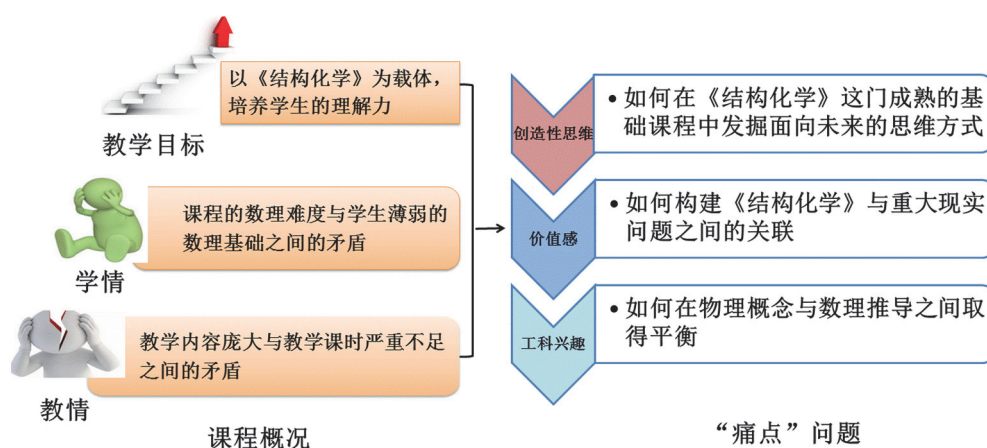 以《结构化学》为载体，
培养学生的理解力
教学目标
课程的数理难度与学生薄弱的
数理基础之间的矛盾
学情
教学内容庞大与教学课时严重不足
之间的矛盾
教情
课程概况
创造性思维
•如何在《结构化学》这门成熟的基
础课程中发掘面向未来的思维方式
价值感
•如何构建《结构化学》与重大现实
问题之间的关联
工科兴趣
•如何在物理概念与数理推导之间取
得平衡
“痛点”问题